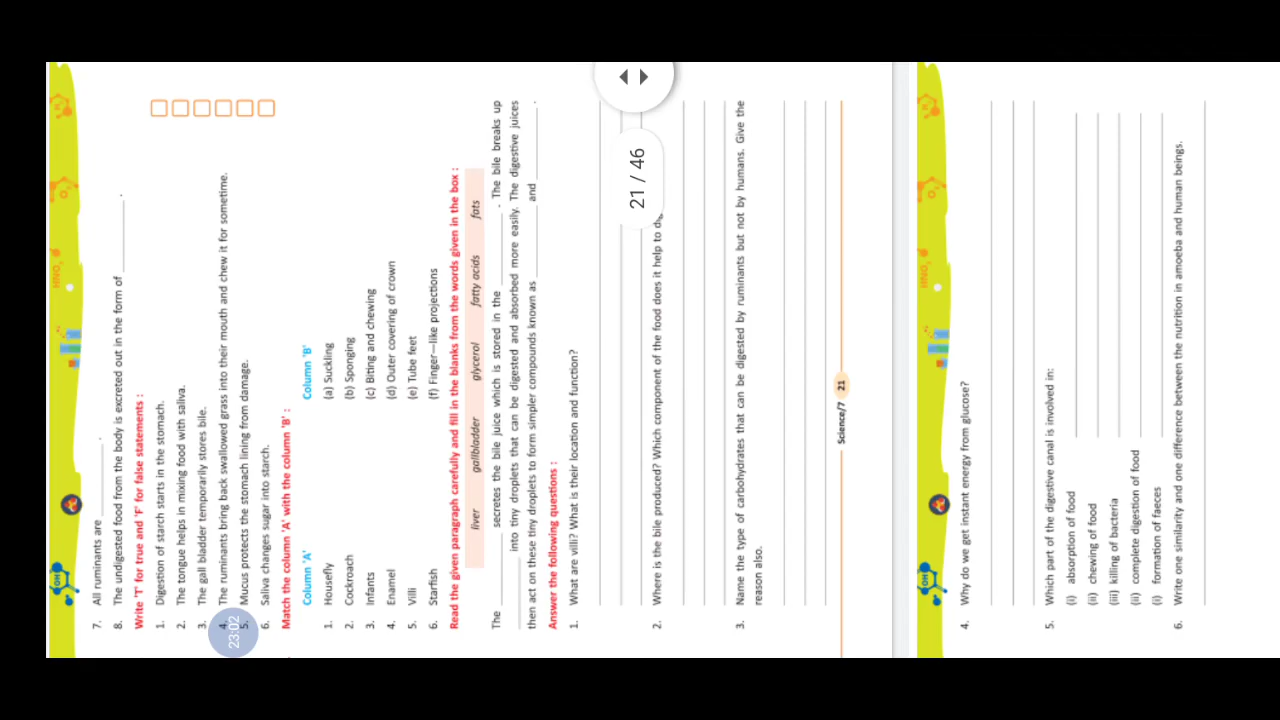 7. All ruminants are ________ .
8. The undigested food from the body is excreted out in the form of ________ .
Write 'T' for true and 'F' for false statements :
1. Digestion of starch starts in the stomach.
2. The tongue helps in mixing food with saliva.
3. The gall bladder temporarily stores bile.
4. The ruminants bring back swallowed grass into their mouth and chew it for sometime.
5. Mucus protects the stomach lining from damage.
6. Saliva changes sugar into starch.
Match the column 'A' with the column 'B' :
Column 'A' Column 'B'
1. Housefly (a) Suckling
2. Cockroach (b) Sponging
3. Infants (c) Biting and chewing
4. Enamel (d) Outer covering of crown
5. Villi (e) Tube feet
6. Starfish (f) Finger—like projections
Read the given paragraph carefully and fill in the blanks from the words given in the box :
liver gallbladder glycerol fatty acids fats
The ________ secretes the bile juice which is stored in the ________ . The bile breaks up
________ into tiny droplets that can be digested and absorbed more easily. The digestive juices
then act on these tiny droplets to form simpler compounds known as ________ and ________ .
Answer the following questions :
1. What are villi? What is their location and function?
2. Where is the bile produced? Which component of the food does it help to
3. Name the type of carbohydrates that can be digested by ruminants but not by humans. Give the
reason also.
Science/7 21
4. Why do we get instant energy from glucose?
5. Which part of the digestive canal is involved in:
(i) absorption of food
(ii) chewing of food
(iii) killing of bacteria
(ii) complete digestion of food
(i) formation of faeces
6. Write one similarity and one difference between the nutrition in amoeba and human beings.
21 / 46
23:02
HNO₃
HNO₃
OH
OH